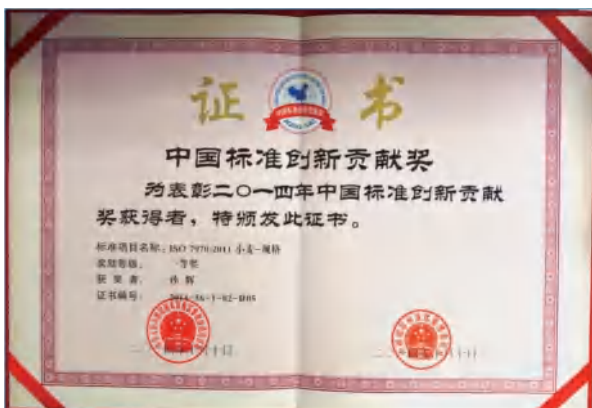 证 书
中国标准创新贡献奖
为表彰二〇一四年中国标准创新贡献
奖获得者，特颁发此证书。
标准项目名称：ISO 7970:2011 小麦-规格
奖励等级： 等奖
获奖者： 孙辉
证书编号：